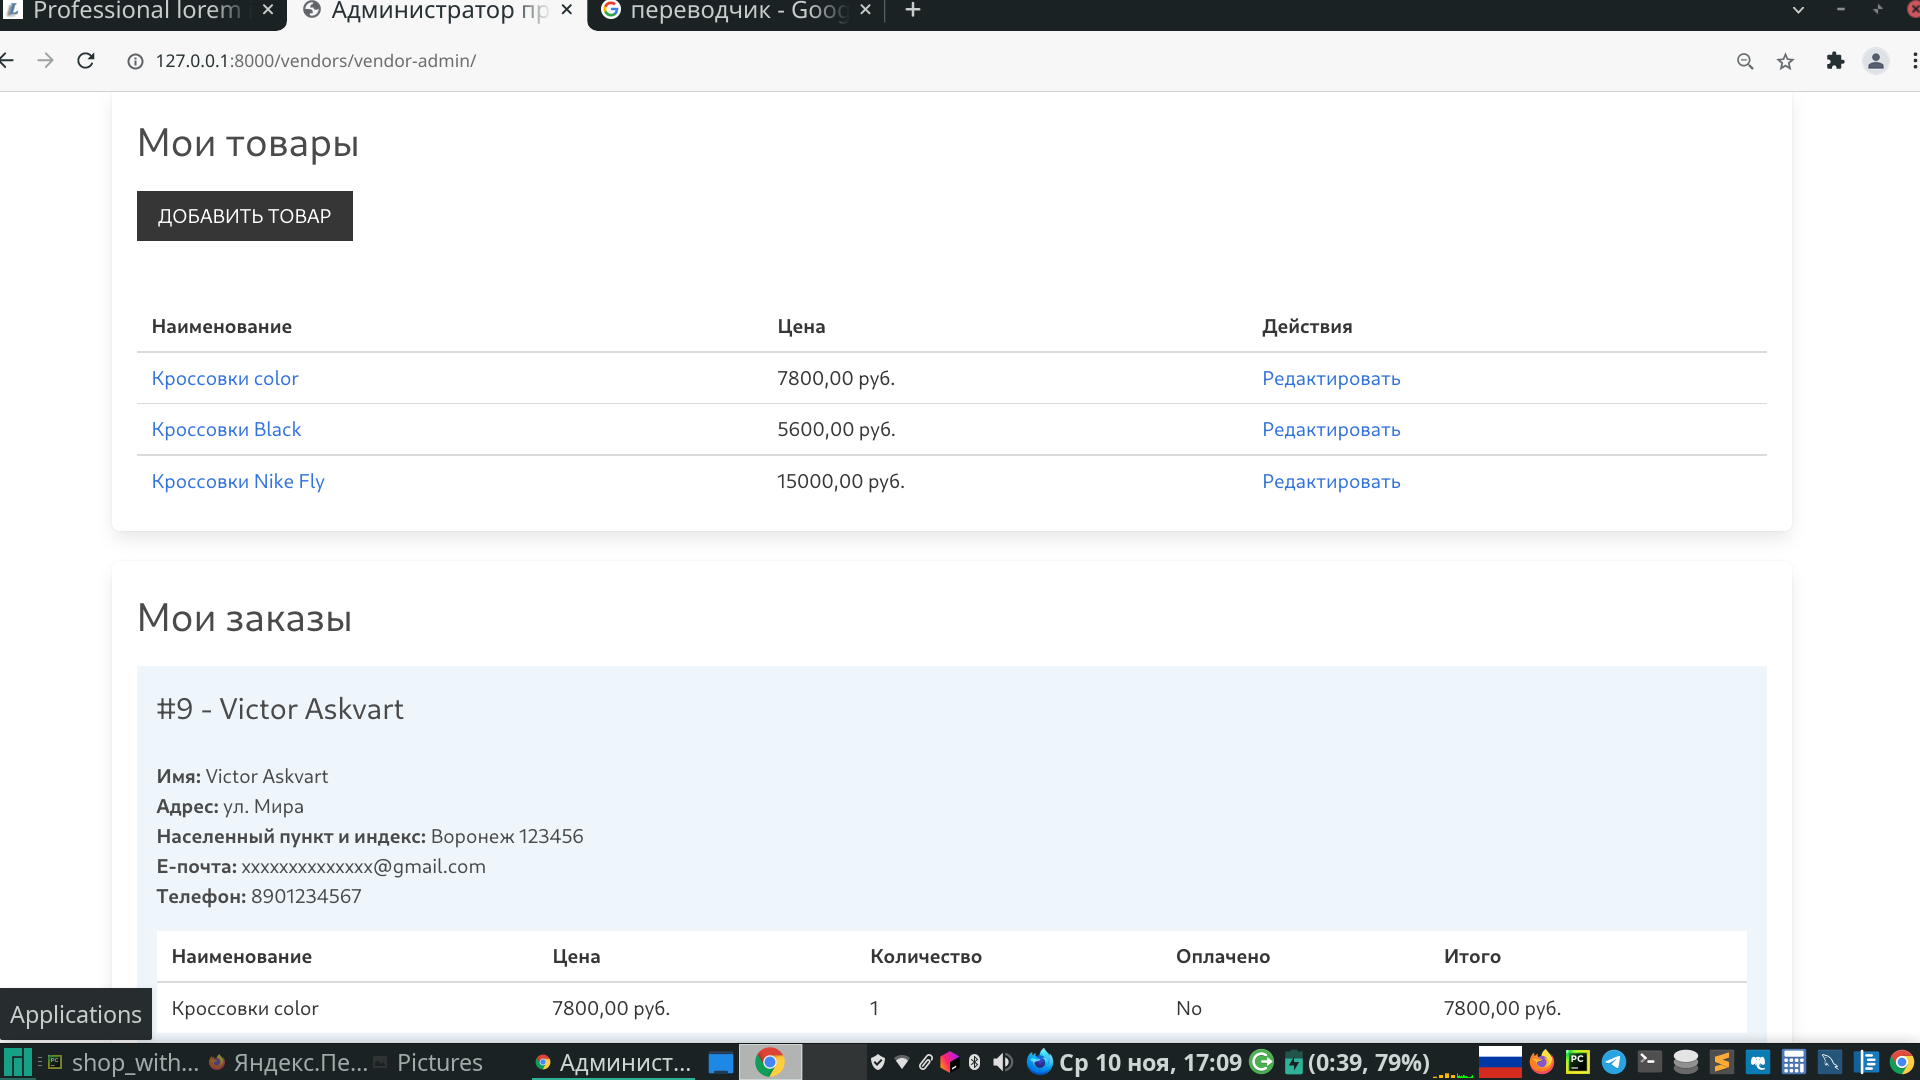 Professional lorem
Администратор пр
переводчик - Goog
127.0.0.1:8000/vendors/vendor-admin/
Мои товары
ДОБАВИТЬ ТОВАР
Наименование Цена Действия
Кроссовки color 7800,00 руб. Редактировать
Кроссовки Black 5600,00 руб. Редактировать
Кроссовки Nike Fly 15000,00 руб. Редактировать
Мои заказы
#9 - Victor Askvart
Имя: Victor Askvart
Адрес: ул. Мира
Населенный пункт и индекс: Воронеж 123456
Е-почта: xxxxxxxxxxxxxx@gmail.com
Телефон: 8901234567
Наименование Цена Количество Оплачено Итого
Кроссовки color 7800,00 руб. 1 No 7800,00 руб.
Applications
shop_with... Яндекс.Пе... Pictures Админист... Ср 10 ноя, 17:09 (0:39, 79%)